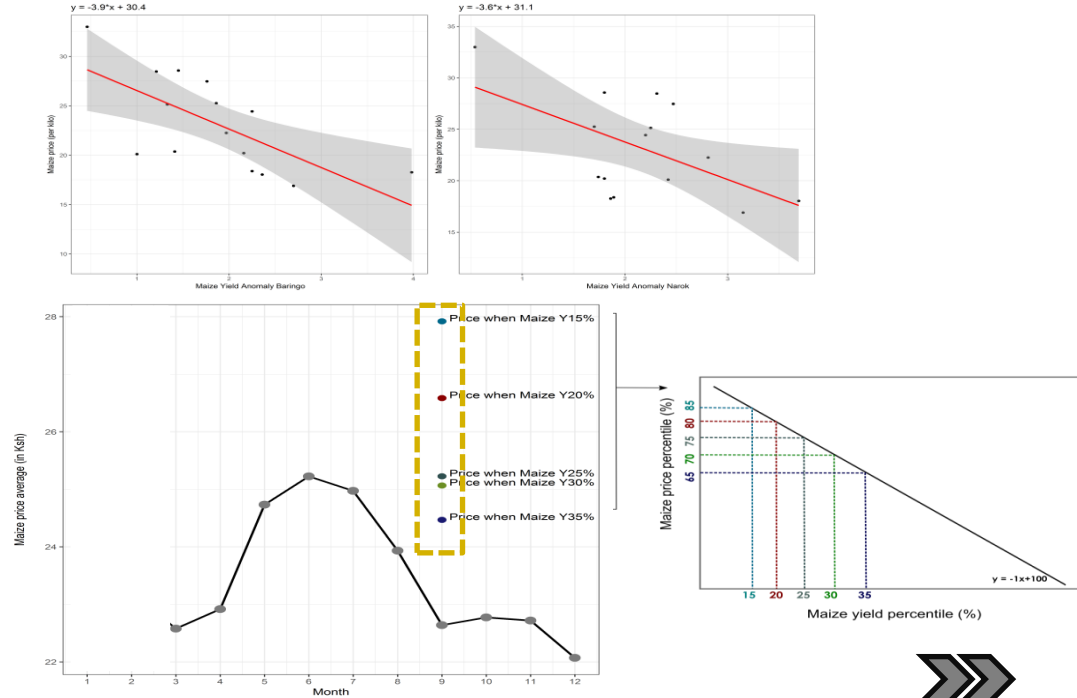 y = -3.9*x + 30.4
Maize price (per kilo)
30
25
20
15
10
1
2
3
4
Maize Yield Anomaly Baringo
y = -3.6*x + 31.1
Maize price (per kilo)
35
30
25
20
15
1
2
3
Maize Yield Anomaly Narok
Maize price average (in Ksh)
28
26
24
22
Price when Maize Y15%
Price when Maize Y20%
Price when Maize Y25%
Price when Maize Y30%
Price when Maize Y35%
1
2
3
4
5
6
7
8
9
10
11
12
Month
Maize price percentile (%)
85
80
75
70
65
y = -1x+100
15
20
25
30
35
Maize yield percentile (%)